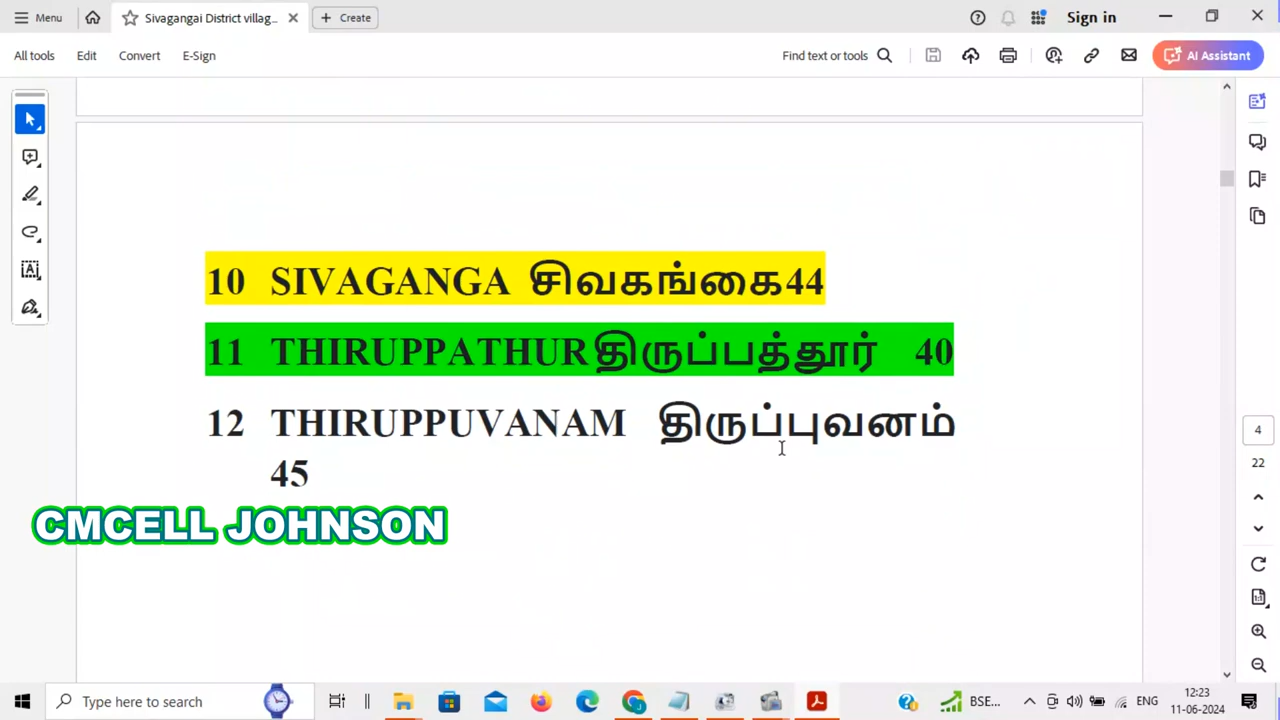 Menu Sivagangai District villag... Create Sign in
All tools Edit Convert E-Sign Find text or tools AI Assistant
10 SIVAGANGA சிவகங்கை44
11 THIRUPPATHUR திருப்பத்தூர் 40
12 THIRUPPUVANAM திருப்புவனம்
45
4
22
CMCELL JOHNSON
Type here to search BSE... ENG 12:23
11-06-2024